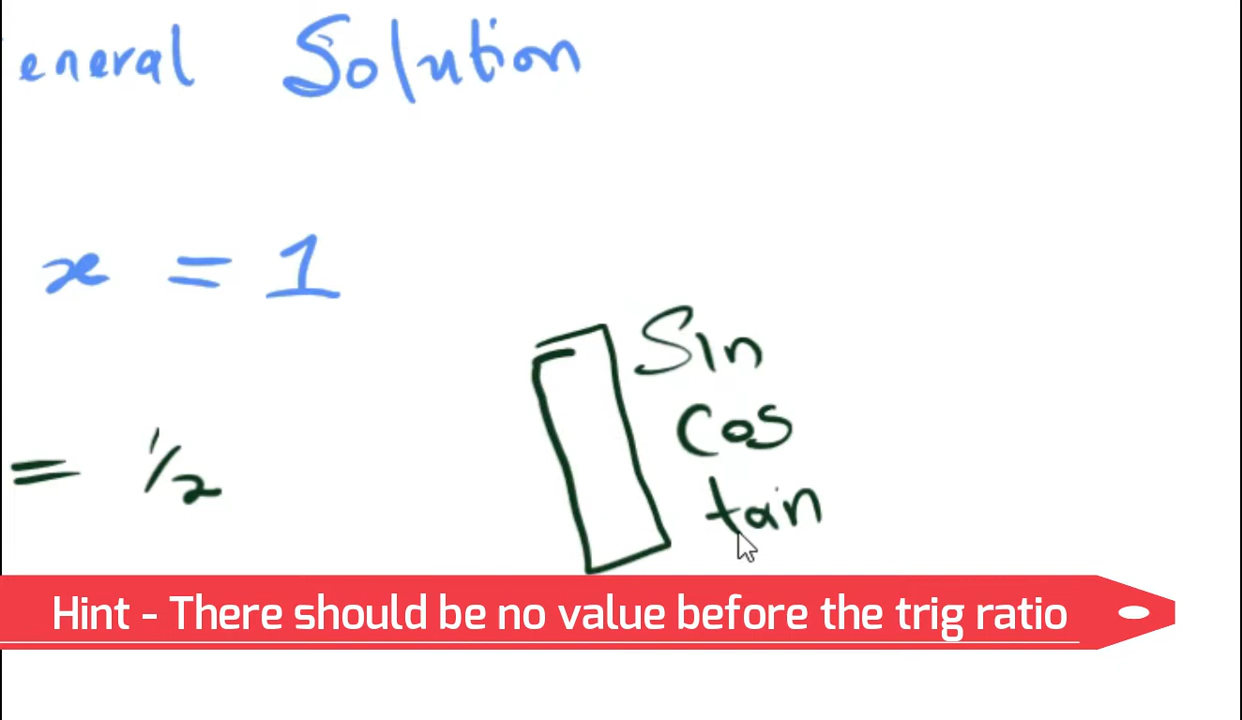 eneral Solution
x = 1
= 1/2
Sin
Cos
tan
Hint - There should be no value before the trig ratio